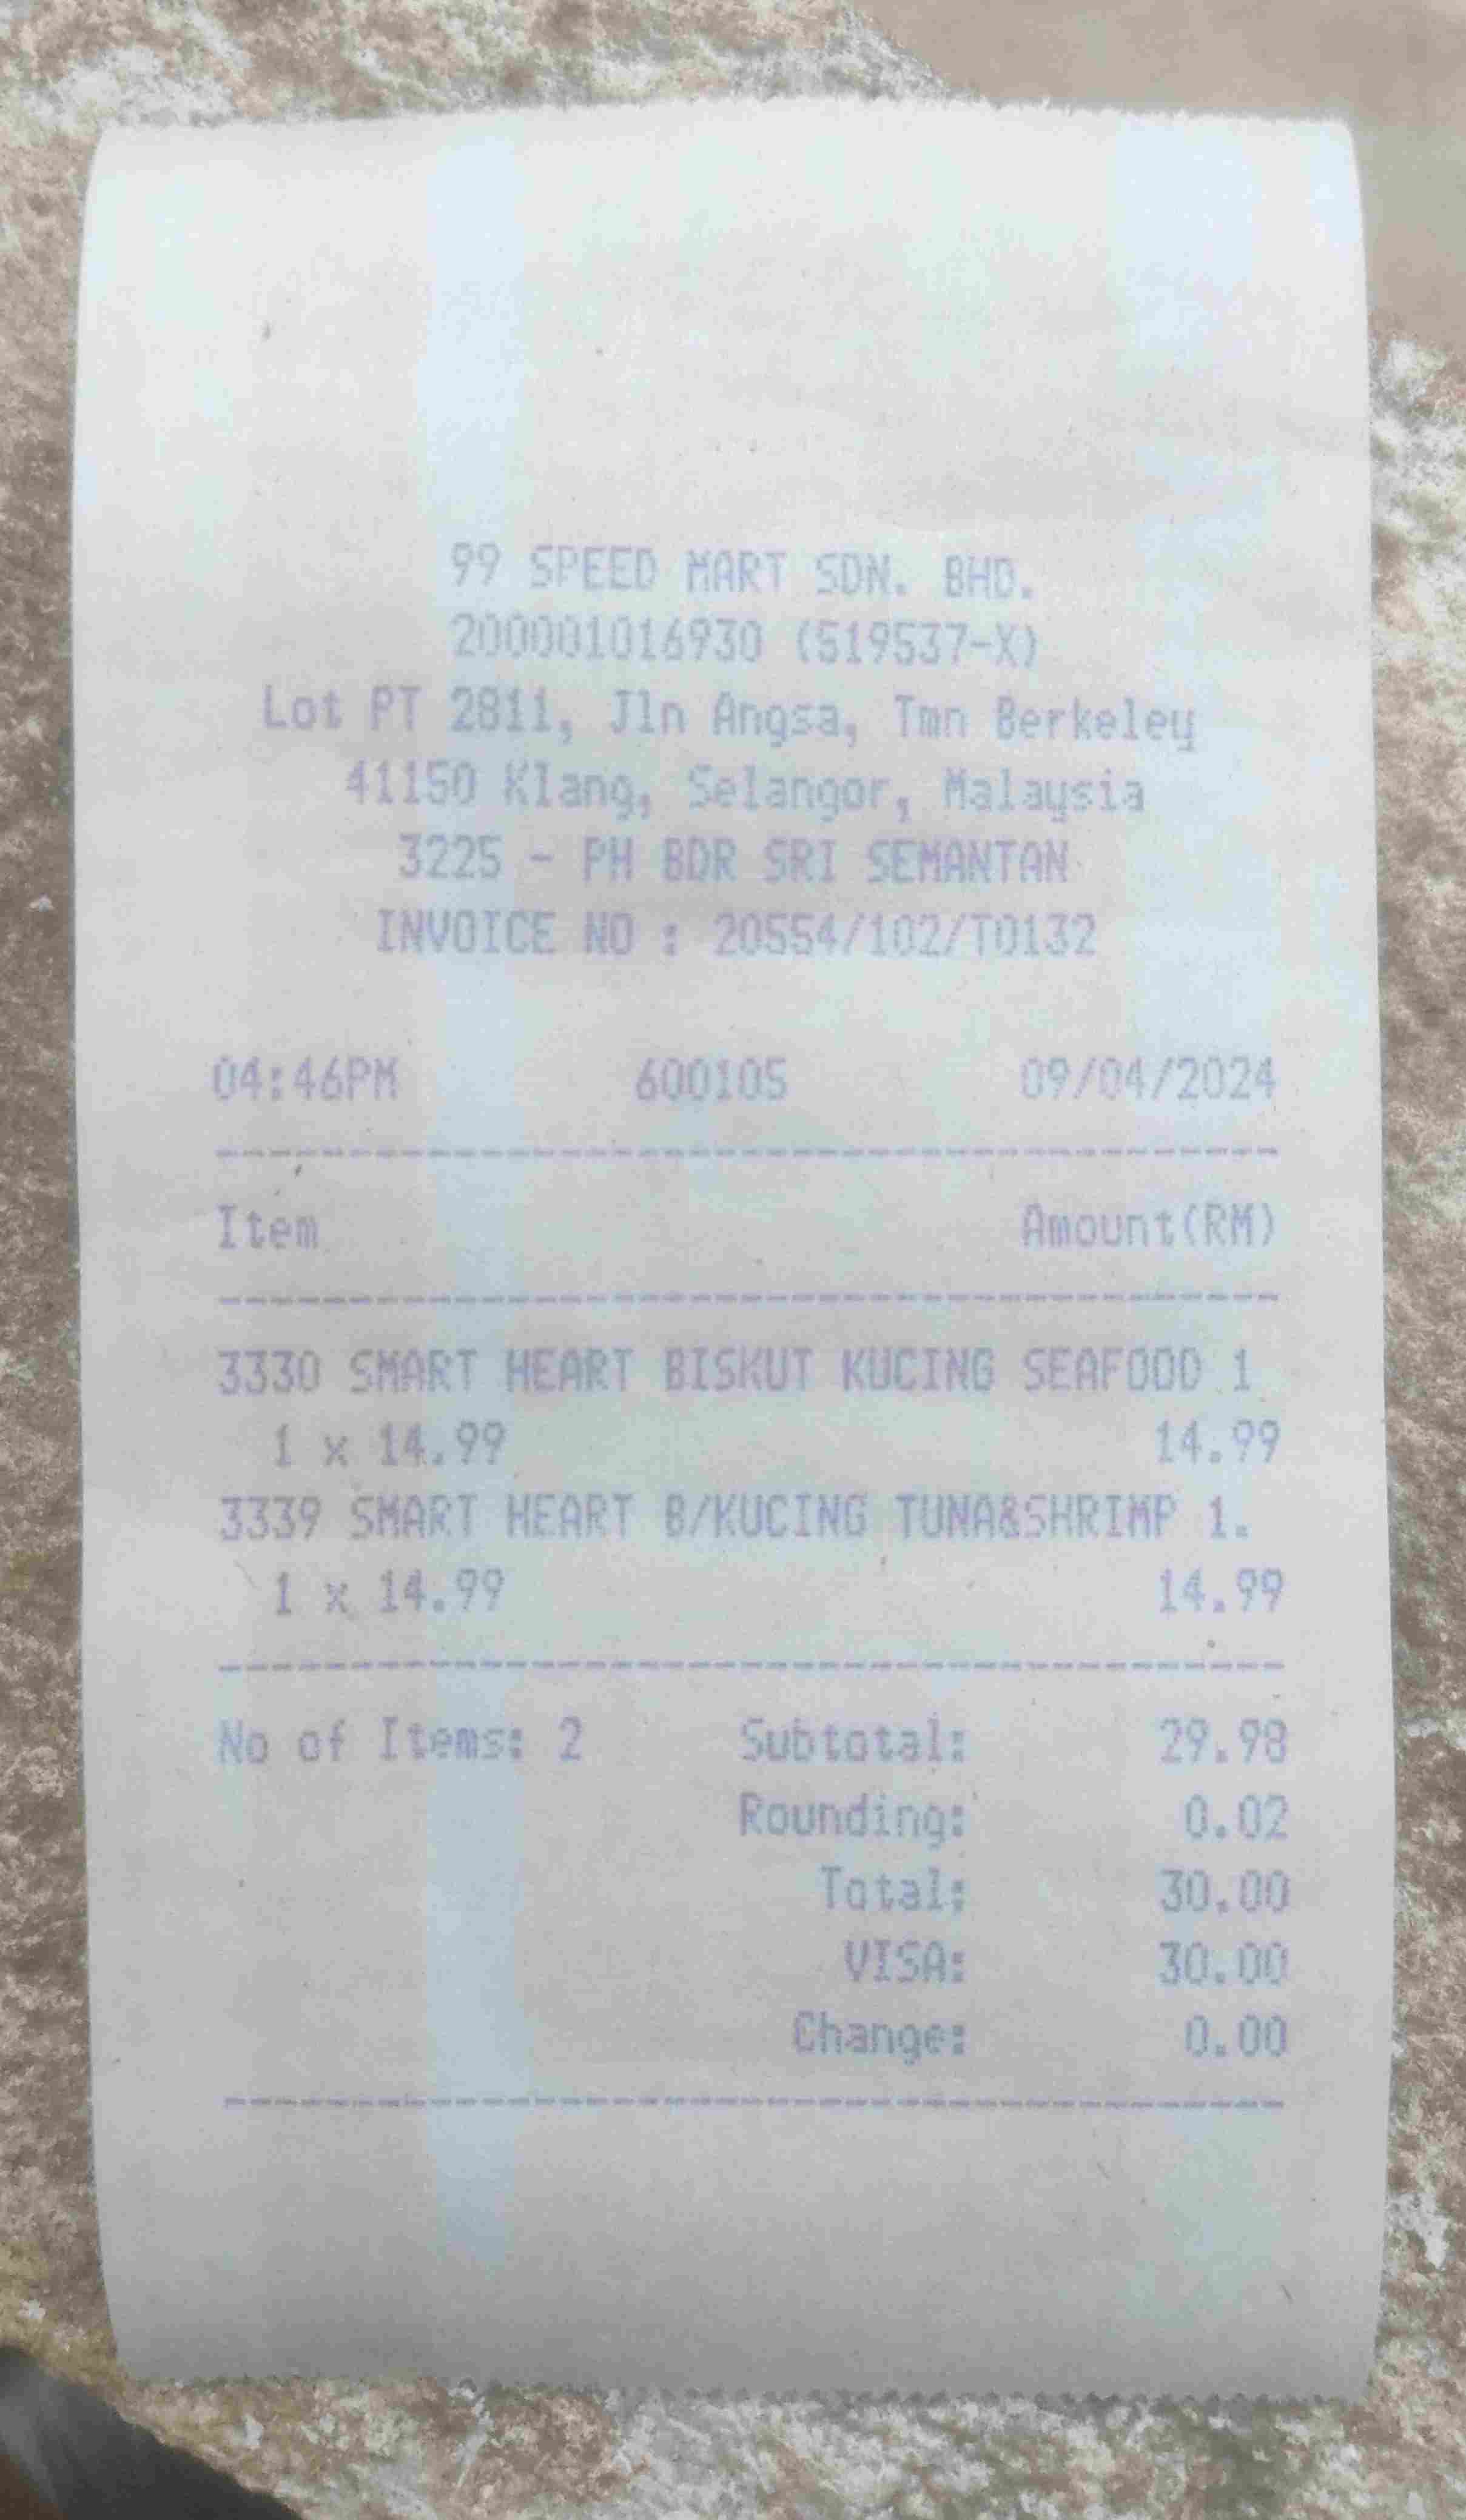 99 SPEED MART SDN. BHD.
200001016930 (519537-X)
Lot PT 2811, Jln Angsa, Tmn Berkeley
41150 Klang, Selangor, Malaysia
3225 - PH BDR SRI SEMANTAN
INVOICE NO : 20554/102/T0132
04:46PM 600105 09/04/2024
Item Amount(RM)
3330 SMART HEART BISKUT KUCING SEAFOOD 1
1 x 14.99 14.99
3339 SMART HEART B/KUCING TUNA&SHRIMP 1.
1 x 14.99 14.99
No of Items: 2 Subtotal: 29.98
Rounding: 0.02
Total: 30.00
VISA: 30.00
Change: 0.00